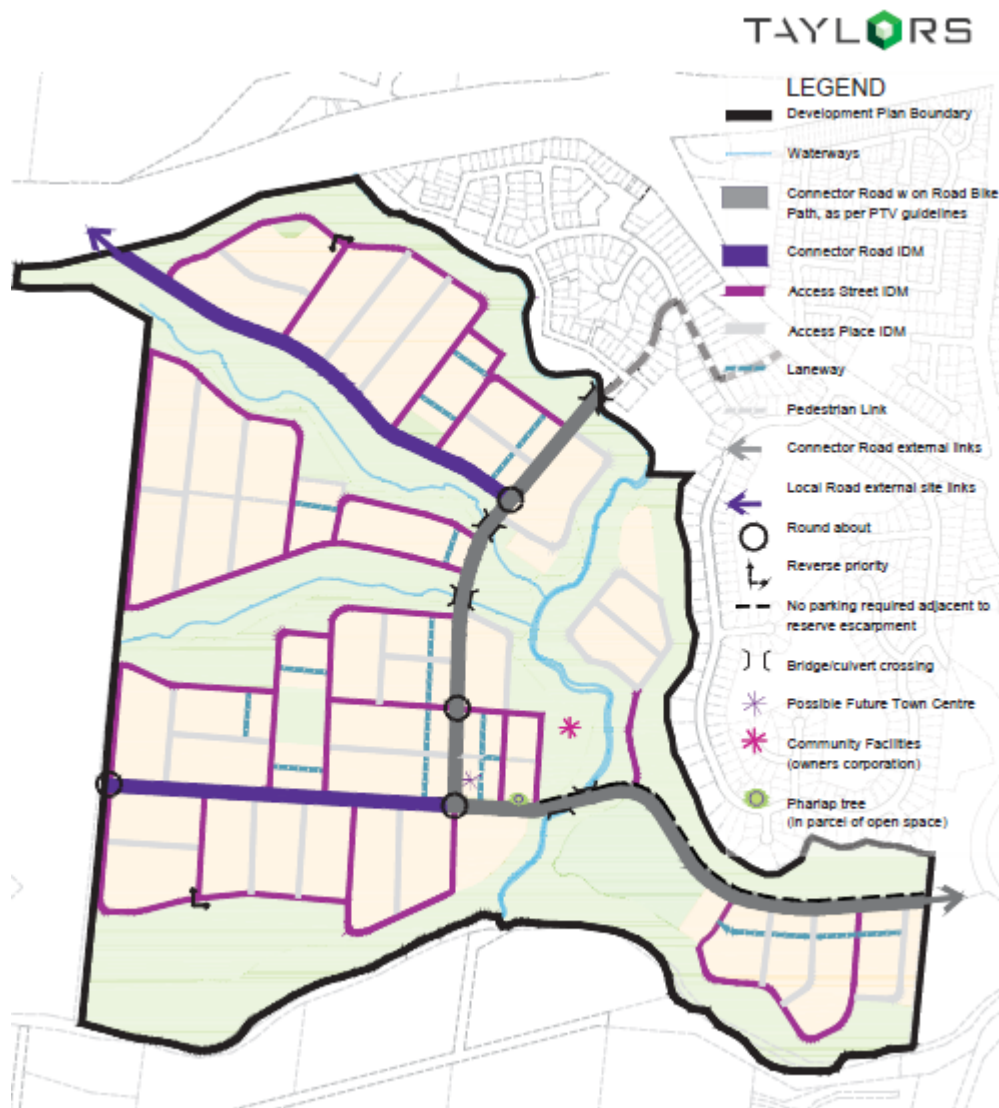 TAYLORS
LEGEND
Development Plan Boundary
Waterways
Connector Road w on Road Bike
Path, as per PTV guidelines
Connector Road IDM
Access Street IDM
Access Place IDM
Laneway
Pedestrian Link
Connector Road external links
Local Road external site links
Round about
Reverse priority
No parking required adjacent to
reserve escarpment
Bridge/culvert crossing
Possible Future Town Centre
Community Facilities
(owners corporation)
Pharlap tree
(in parcel of open space)